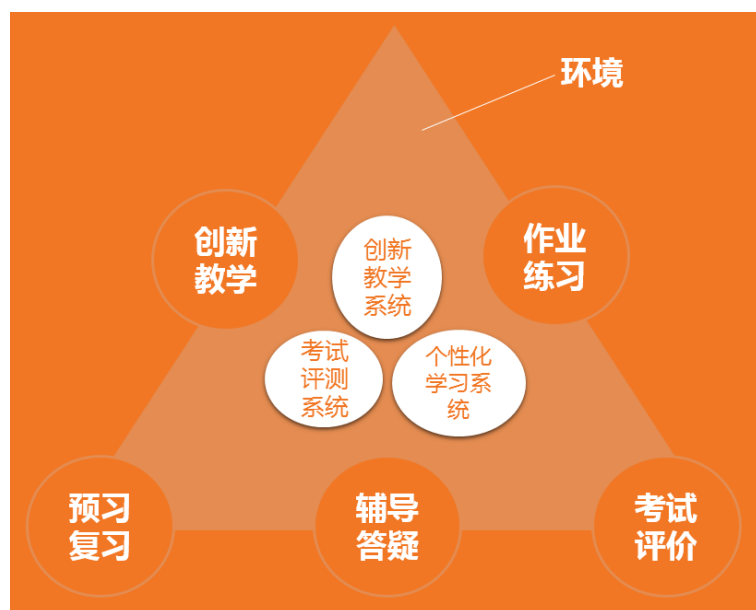 环境
创新
教学
作业
练习
创新
教学
系统
考试
评测
系统
个性化
学习系
统
预习
复习
辅导
答疑
考试
评价